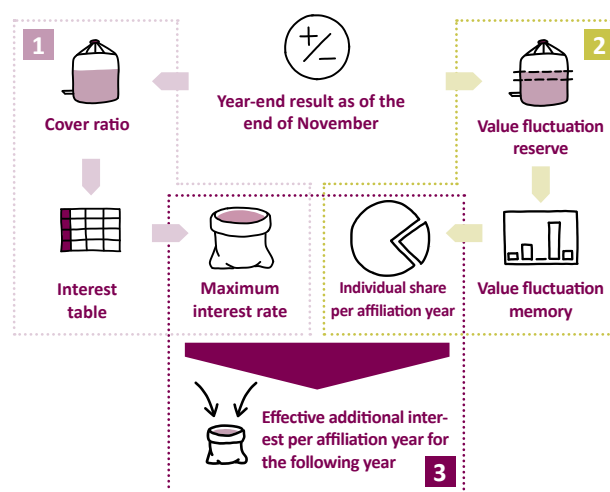 1
2
+/−
Year-end result as of the
end of November
Cover ratio
Value fluctuation
reserve
Interest
table
Maximum
interest rate
Individual share
per affiliation year
Value fluctuation
memory
Effective additional inter-
est per affiliation year for
the following year
3